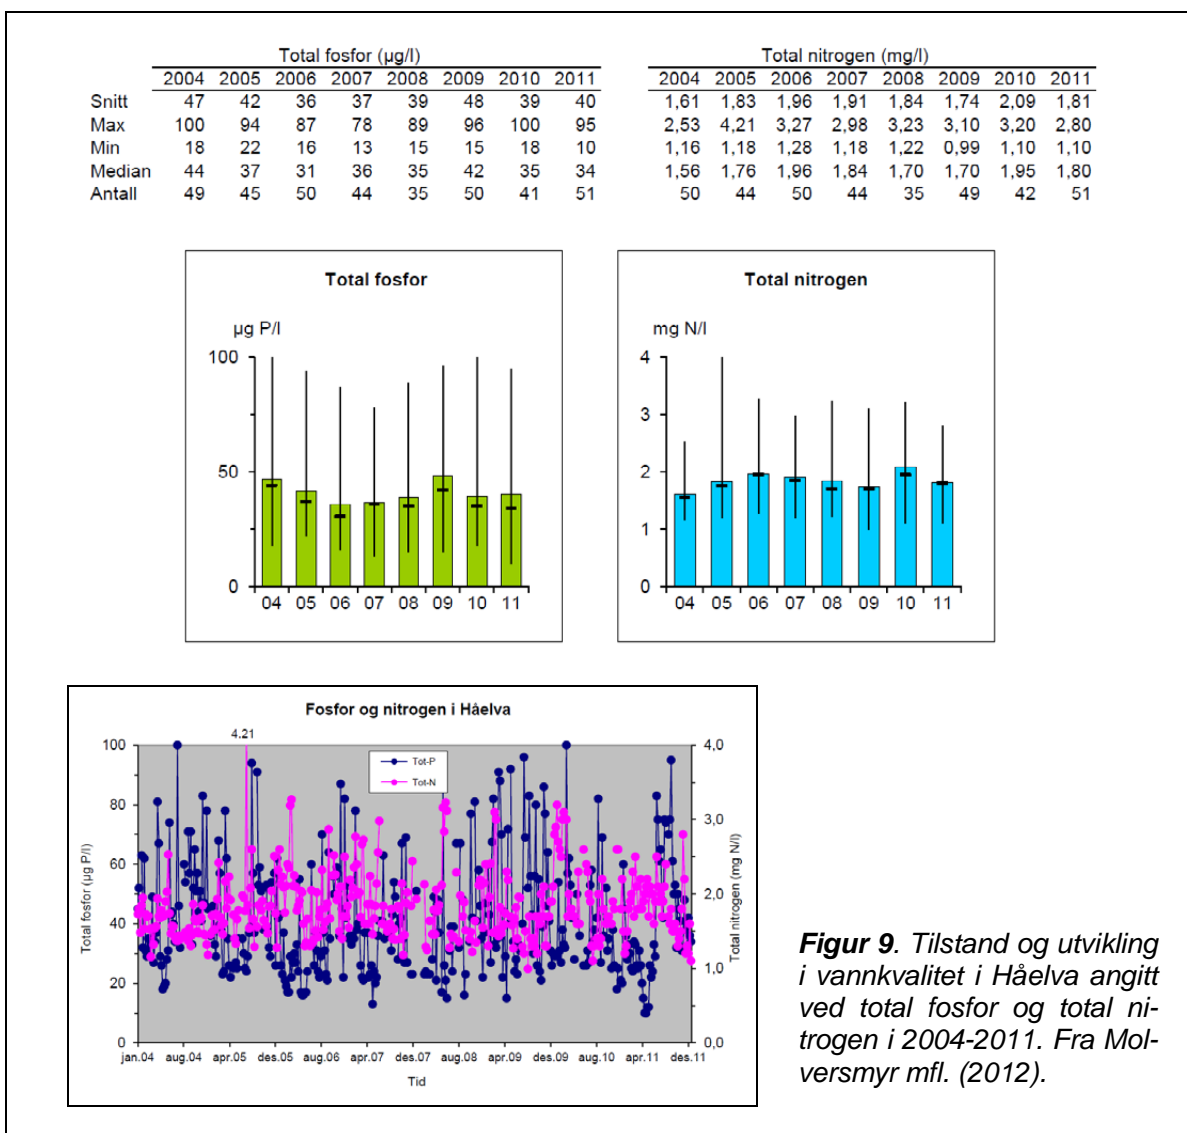 Total fosfor (µg/l) Total nitrogen (mg/l)
2004 2005 2006 2007 2008 2009 2010 2011 2004 2005 2006 2007 2008 2009 2010 2011
Snitt 47 42 36 37 39 48 39 40 1,61 1,83 1,96 1,91 1,84 1,74 2,09 1,81
Max 100 94 87 78 89 96 100 95 2,53 4,21 3,27 2,98 3,23 3,10 3,20 2,80
Min 18 22 16 13 15 15 18 10 1,16 1,18 1,28 1,18 1,22 0,99 1,10 1,10
Median 44 37 31 36 35 42 35 34 1,56 1,76 1,96 1,84 1,70 1,70 1,95 1,80
Antall 49 45 50 44 35 50 41 51 50 44 50 44 35 49 42 51
Total fosfor
µg P/l
100
50
0
04 05 06 07 08 09 10 11
Total nitrogen
mg N/l
4
3
2
1
0
04 05 06 07 08 09 10 11
Fosfor og nitrogen i Håelva
4.21
Tot-P
Tot-N
Total fosfor (µg P/l)
100
80
60
40
20
0
4,0
3,0
2,0
1,0
0,0
Total nitrogen (mg N/l)
jan.04 aug.04 apr.05 des.05 aug.06 apr.07 des.07 aug.08 apr.09 des.09 aug.10 apr.11 des.11
Tid
Figur 9. Tilstand og utvikling
i vannkvalitet i Håelva angitt
ved total fosfor og total ni-
trogen i 2004-2011. Fra Mol-
versmyr mfl. (2012).